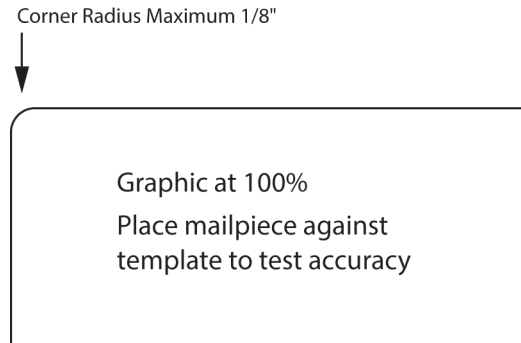 Corner Radius Maximum 1/8"
Graphic at 100%
Place mailpiece against
template to test accuracy